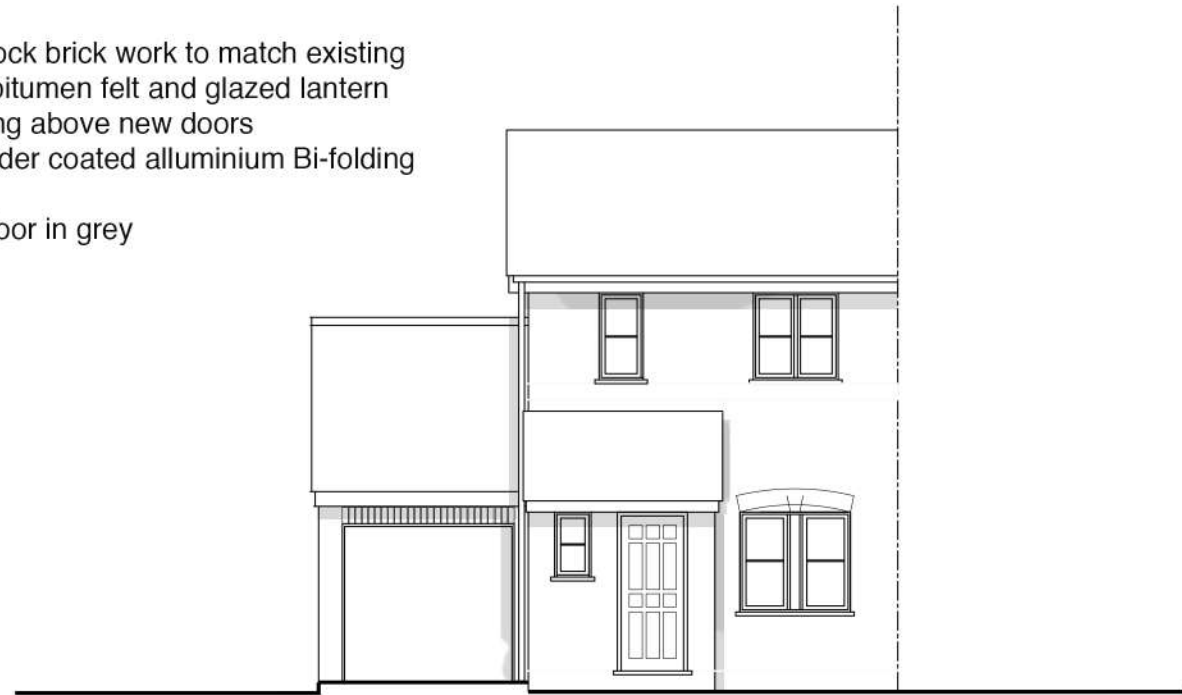 ock brick work to match existing
bitumen felt and glazed lantern
ng above new doors
der coated alluminium Bi-folding
oor in grey